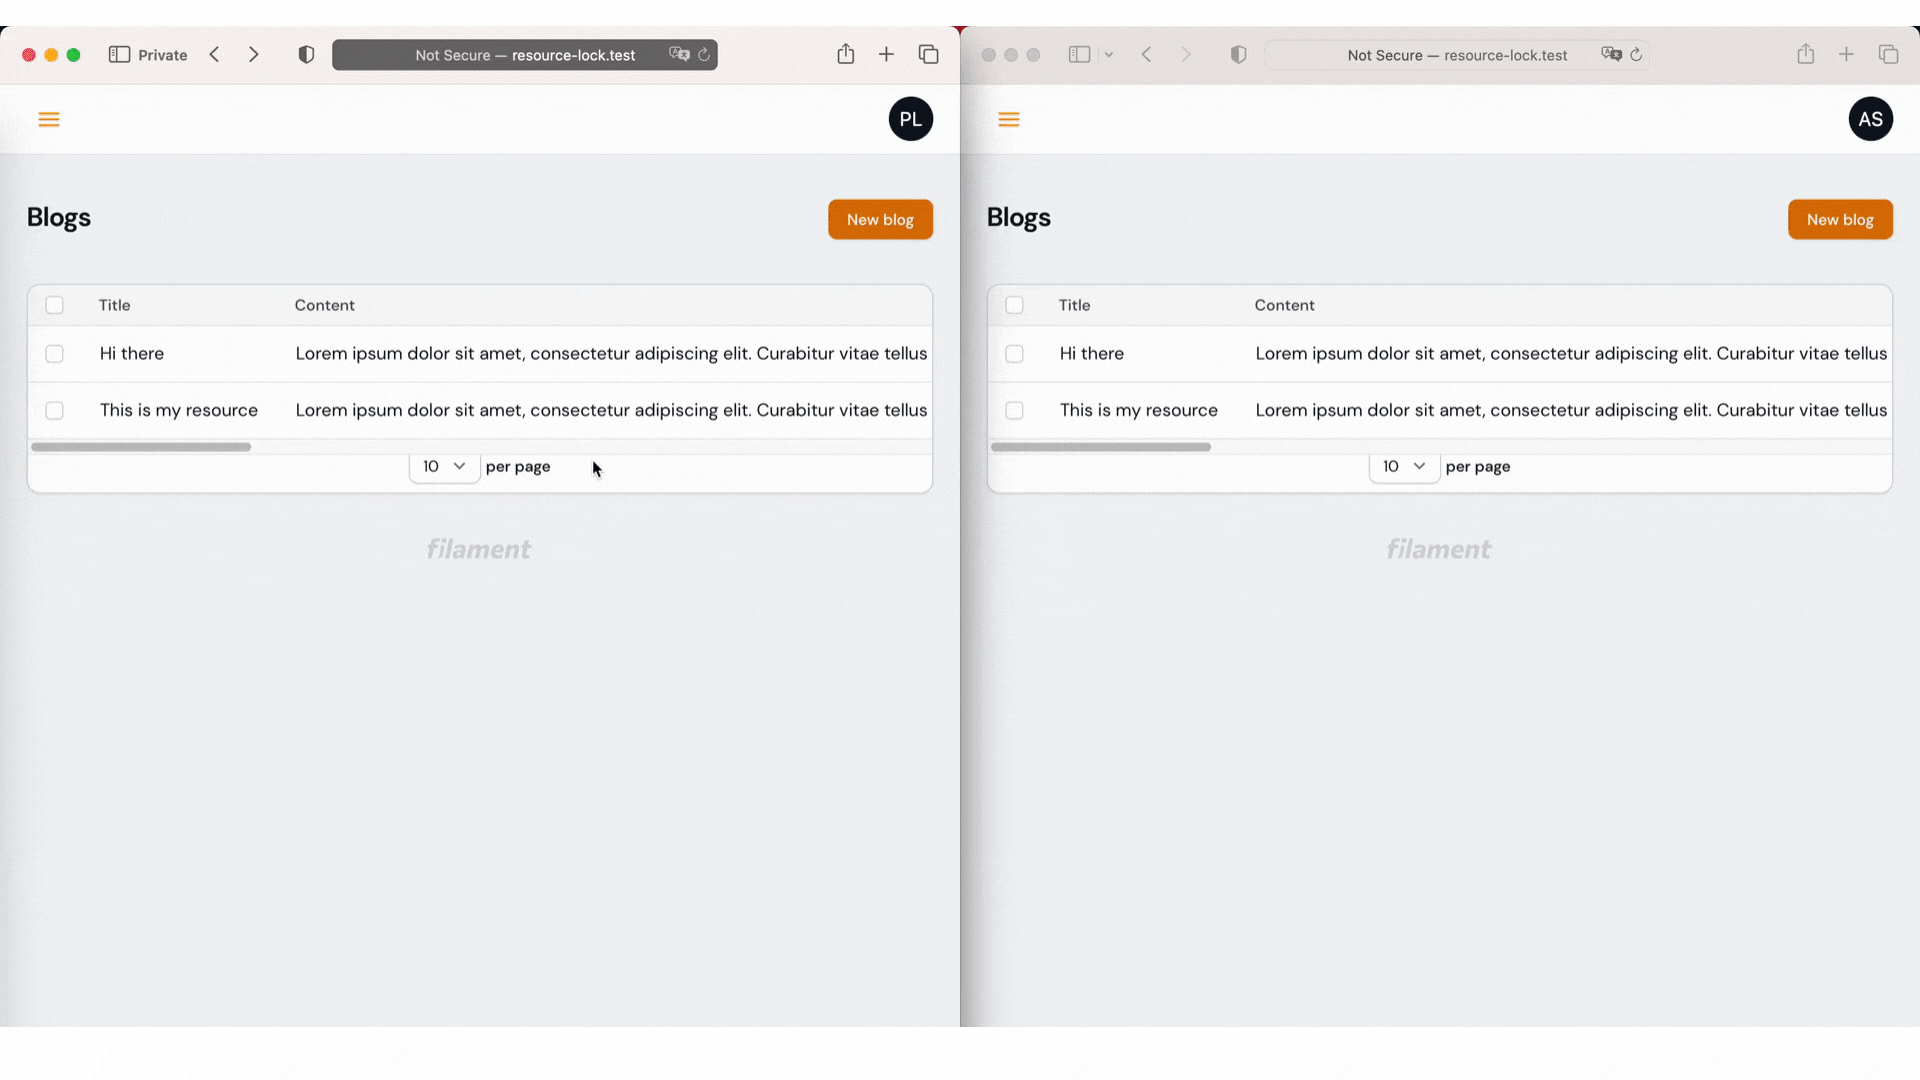 Private
Not Secure — resource-lock.test
PL
Blogs
New blog
Title Content
Hi there Lorem ipsum dolor sit amet, consectetur adipiscing elit. Curabitur vitae tellus
This is my resource Lorem ipsum dolor sit amet, consectetur adipiscing elit. Curabitur vitae tellus
10 per page
filament
Not Secure — resource-lock.test
AS
Blogs
New blog
Title Content
Hi there Lorem ipsum dolor sit amet, consectetur adipiscing elit. Curabitur vitae tellus
This is my resource Lorem ipsum dolor sit amet, consectetur adipiscing elit. Curabitur vitae tellus
10 per page
filament